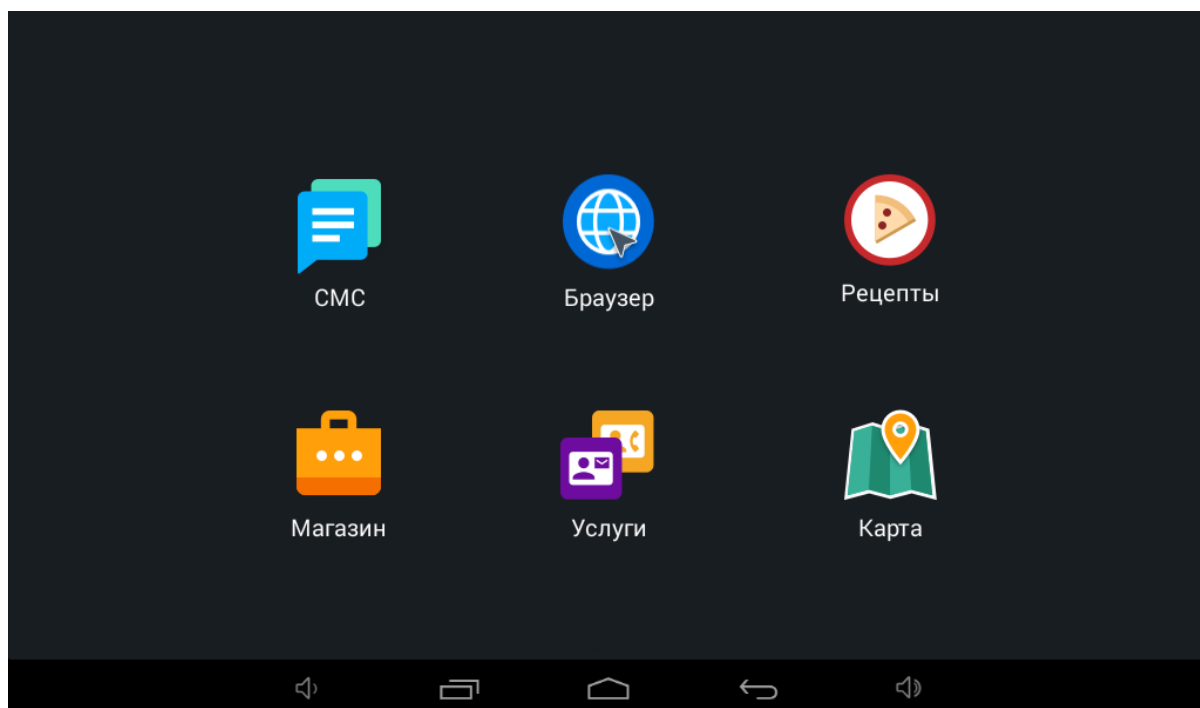 СМС
Браузер
Рецепты
Магазин
Услуги
Карта